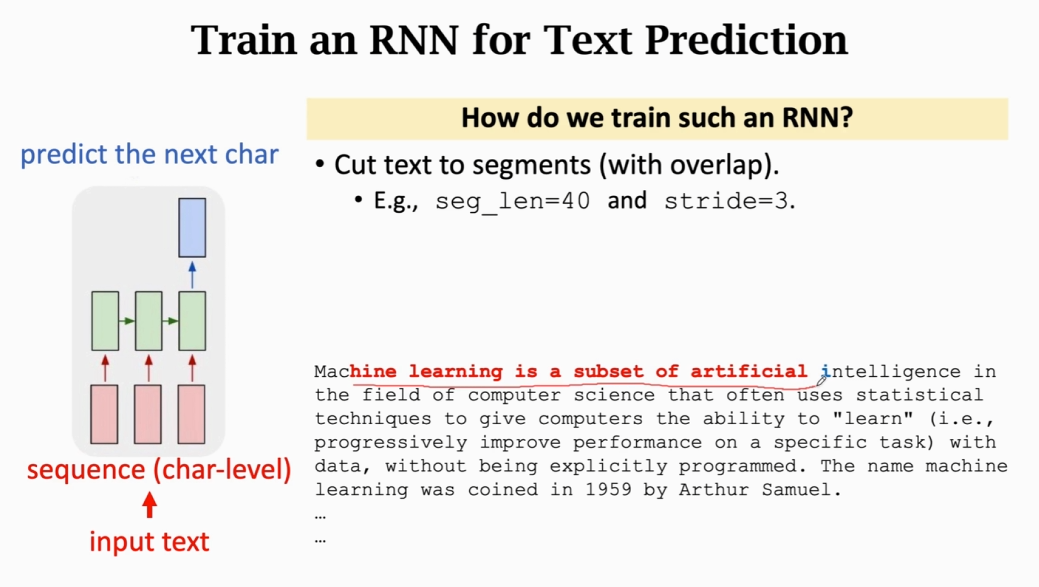 Train an RNN for Text Prediction
How do we train such an RNN?
predict the next char
• Cut text to segments (with overlap).
• E.g., seg_len=40 and stride=3.
Machine learning is a subset of artificial intelligence in
the field of computer science that often uses statistical
techniques to give computers the ability to "learn" (i.e.,
progressively improve performance on a specific task) with
data, without being explicitly programmed. The name machine
learning was coined in 1959 by Arthur Samuel.
…
…
sequence (char-level)
input text